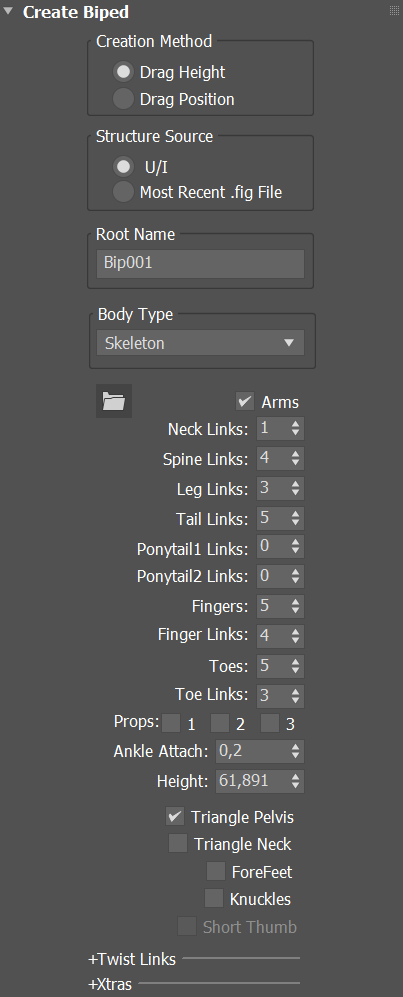 Create Biped
Creation Method
Drag Height
Drag Position
Structure Source
U/I
Most Recent .fig File
Root Name
Bip001
Body Type
Skeleton
Arms
Neck Links: 1
Spine Links: 4
Leg Links: 3
Tail Links: 5
Ponytail1 Links: 0
Ponytail2 Links: 0
Fingers: 5
Finger Links: 4
Toes: 5
Toe Links: 3
Props: 1 2 3
Ankle Attach: 0,2
Height: 61,891
Triangle Pelvis
Triangle Neck
ForeFeet
Knuckles
Short Thumb
+Twist Links
+Xtras